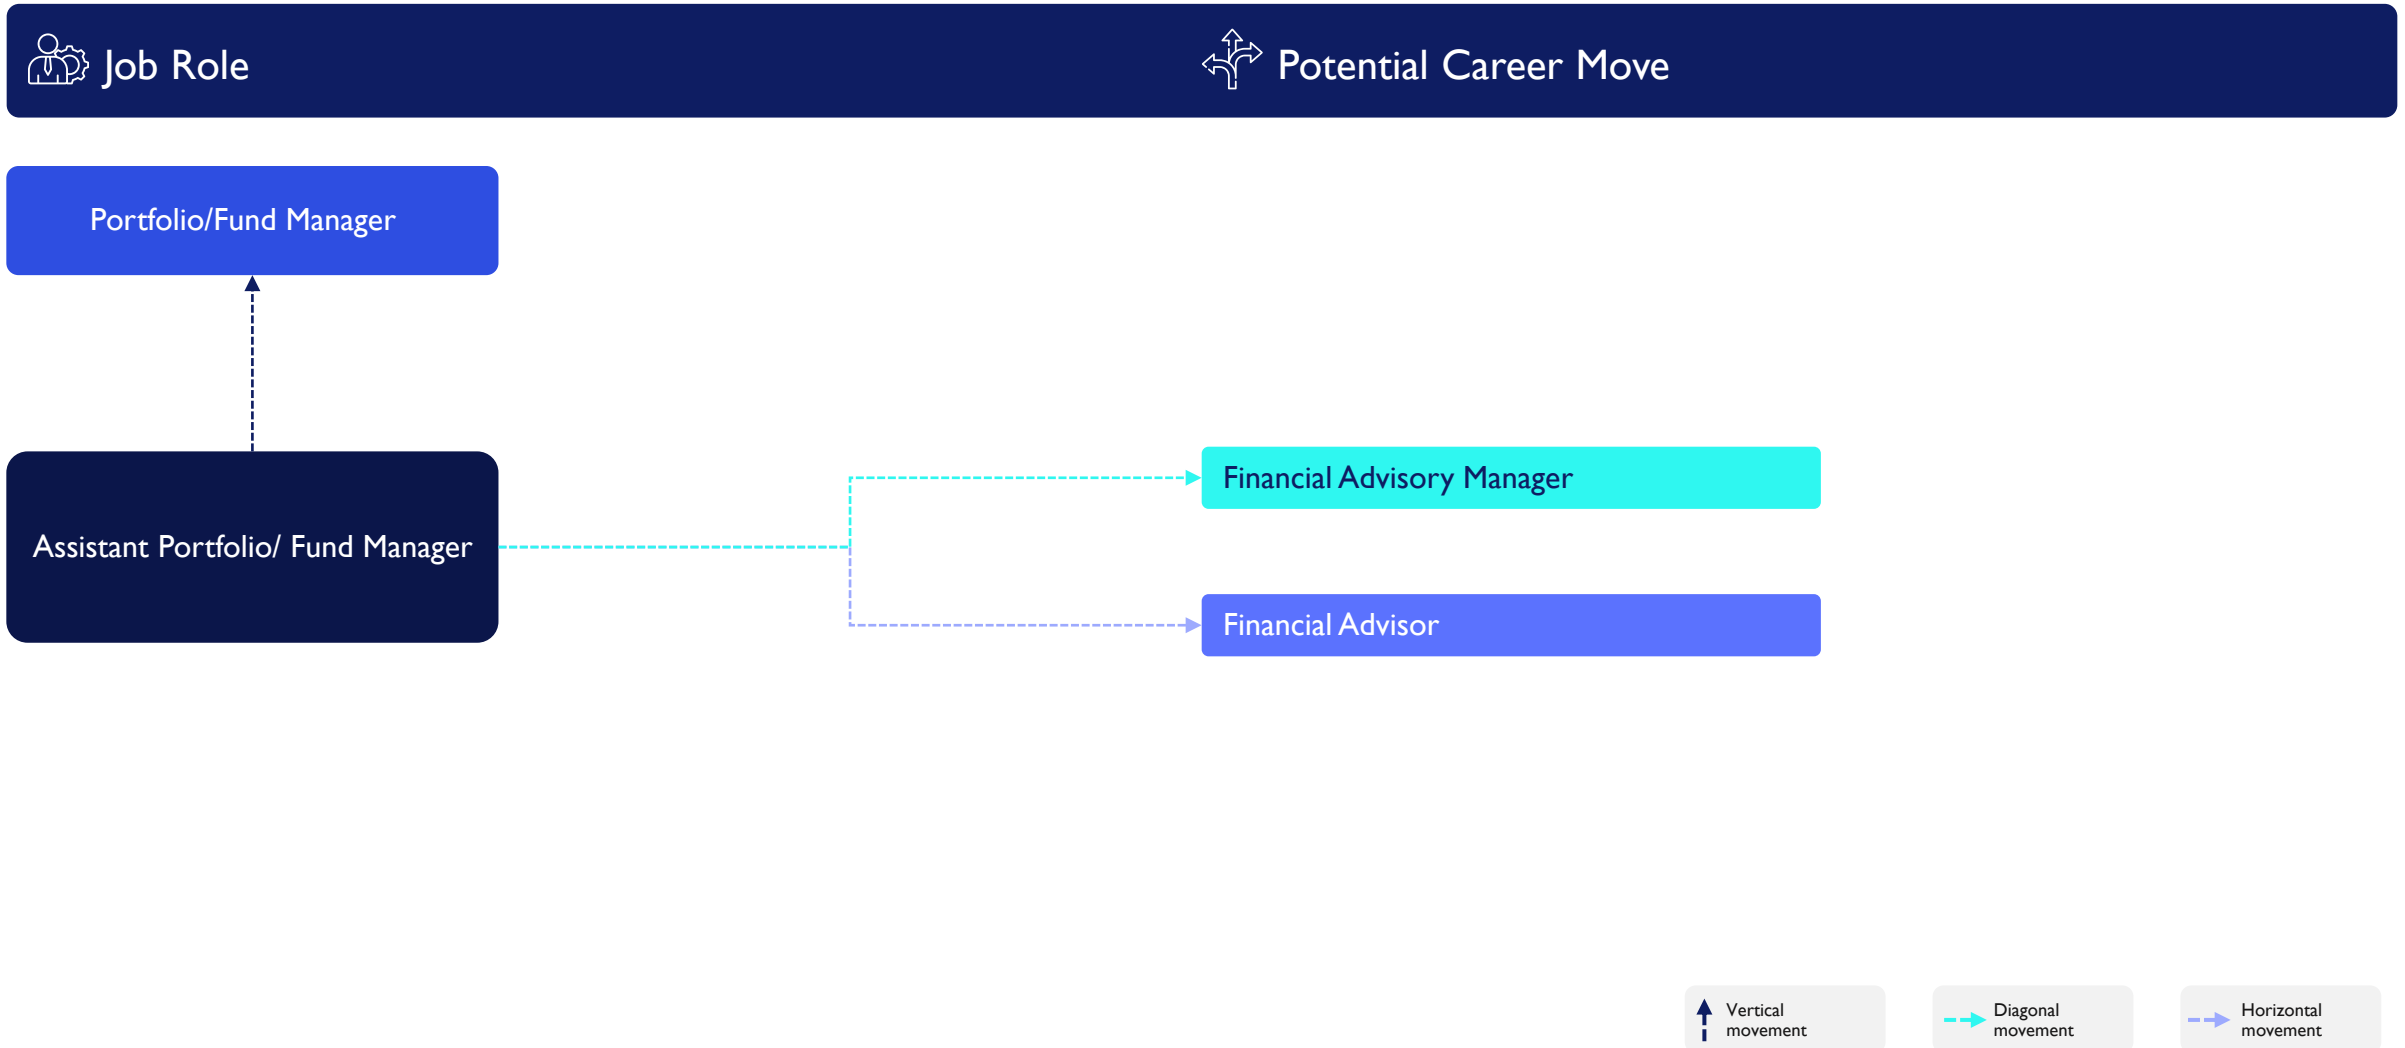 Job Role
Potential Career Move
Portfolio/Fund Manager
Assistant Portfolio/ Fund Manager
Financial Advisory Manager
Financial Advisor
Vertical
movement
Diagonal
movement
Horizontal
movement